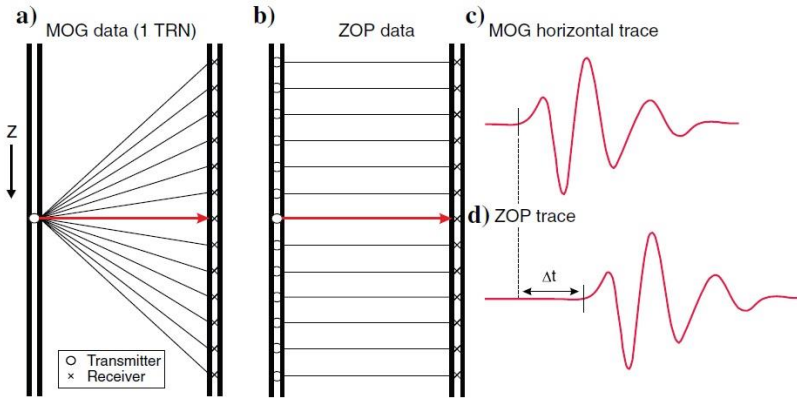 a)
MOG data (1 TRN)
Z
Transmitter
Receiver
b)
ZOP data
c)
MOG horizontal trace
d)
ZOP trace
Δt